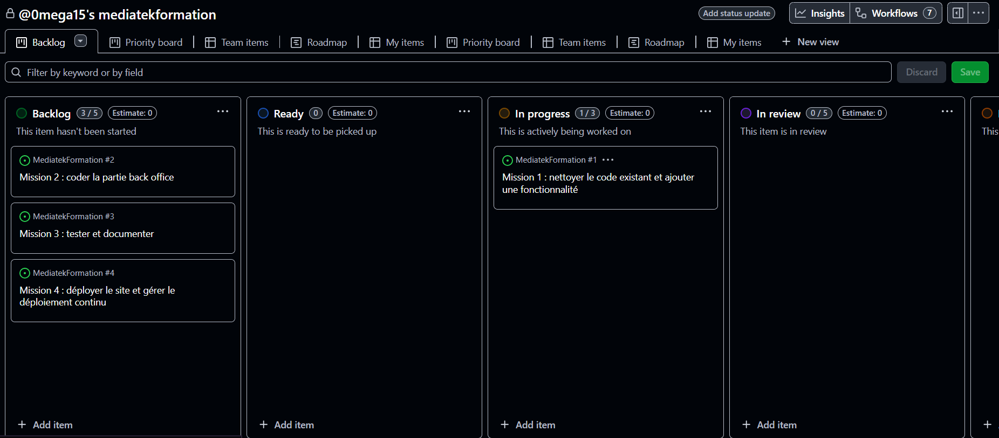 @0mega15's mediatekformation
Add status update
Insights
Workflows 7
Backlog
Priority board
Team items
Roadmap
My items
Priority board
Team items
Roadmap
My items
New view
Filter by keyword or by field
Discard
Save
Backlog 3 / 5 Estimate: 0
This item hasn't been started
MediatekFormation #2
Mission 2 : coder la partie back office
MediatekFormation #3
Mission 3 : tester et documenter
MediatekFormation #4
Mission 4 : déployer le site et gérer le
déploiement continu
Add item
Ready 0 Estimate: 0
This is ready to be picked up
Add item
In progress 1 / 3 Estimate: 0
This is actively being worked on
MediatekFormation #1
Mission 1 : nettoyer le code existant et ajouter
une fonctionnalité
Add item
In review 0 / 5 Estimate: 0
This item is in review
Add item
This